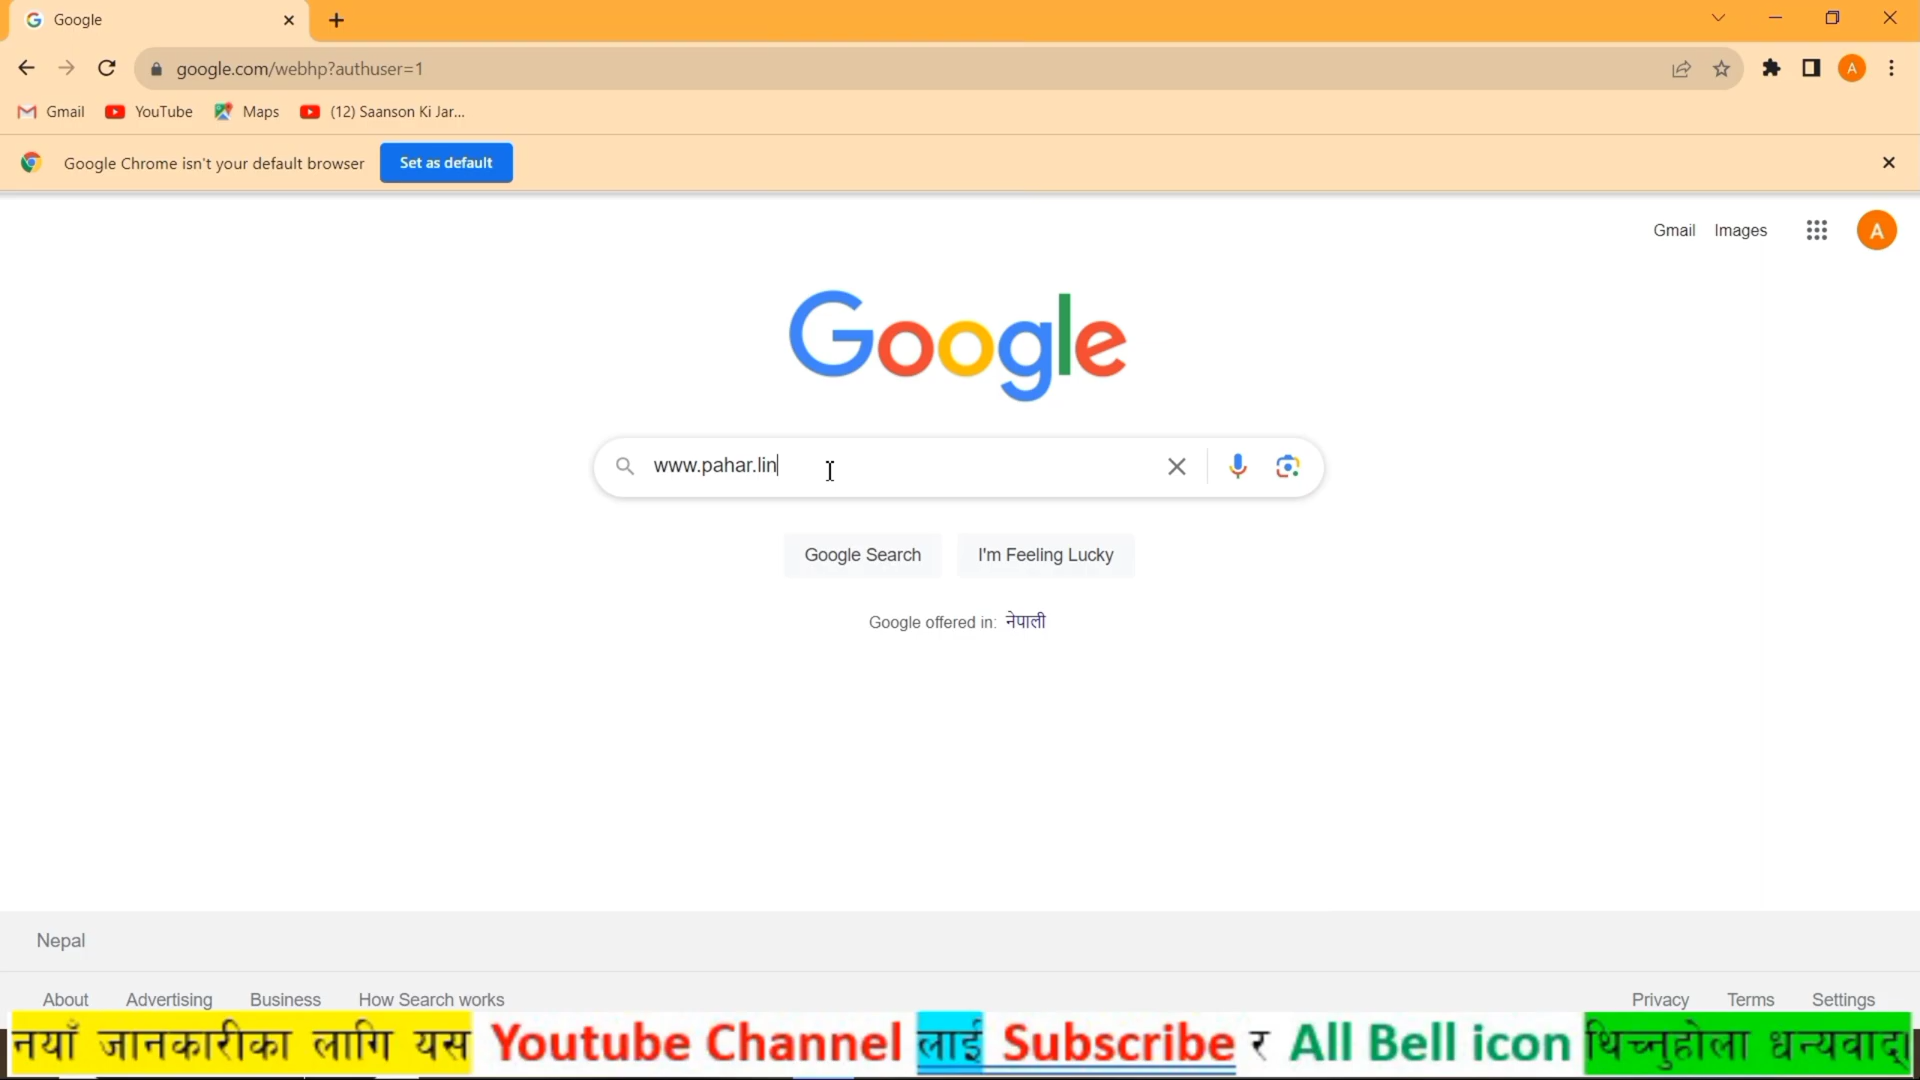 Google
google.com/webhp?authuser=1
A
Gmail YouTube Maps (12) Saanson Ki Jar...
Google Chrome isn't your default browser Set as default
Gmail Images A
Google
www.pahar.lin
Google Search I'm Feeling Lucky
Google offered in: नेपाली
Nepal
About Advertising Business How Search works Privacy Terms Settings
नयाँ जानकारीका लागि यस Youtube Channel लाई Subscribe र All Bell icon थिच्नुहोला धन्यवाद।